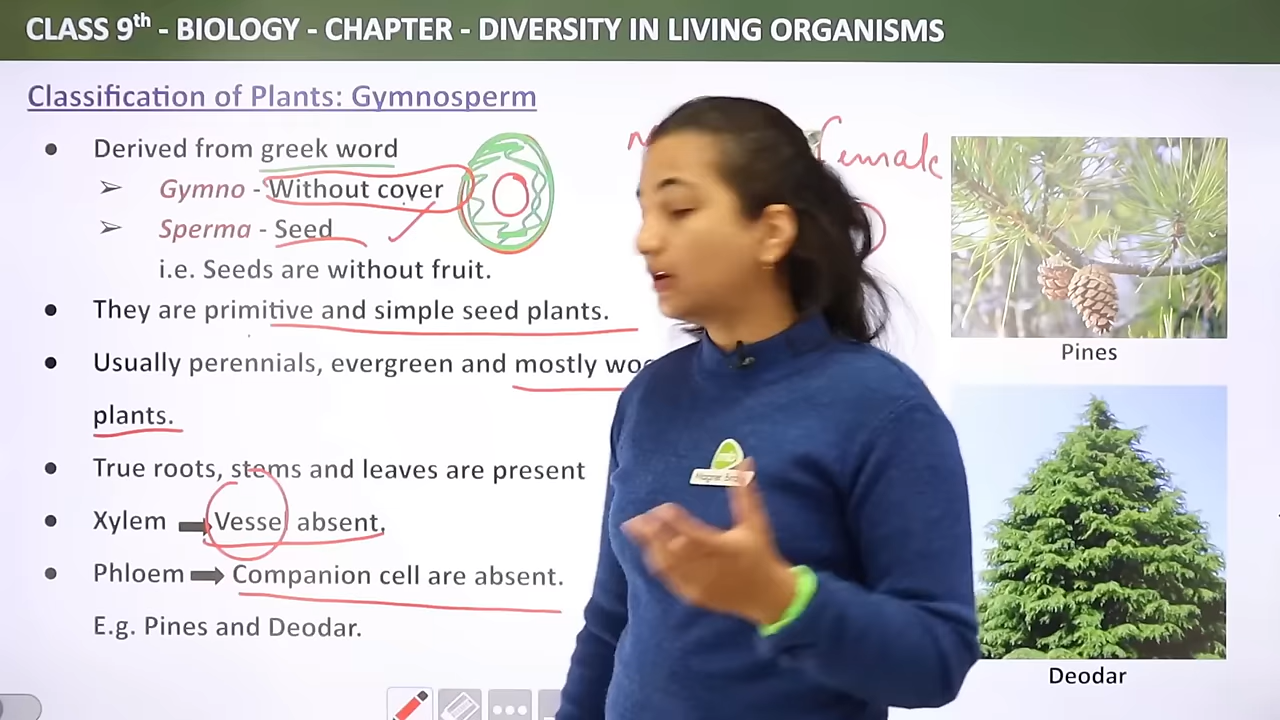 CLASS 9th - BIOLOGY - CHAPTER - DIVERSITY IN LIVING ORGANISMS
Classification of Plants: Gymnosperm
• Derived from greek word
➢ Gymno - Without cover
➢ Sperma - Seed
i.e. Seeds are without fruit.
• They are primitive and simple seed plants.
• Usually perennials, evergreen and mostly
plants.
• True roots, stems and leaves are present
• Xylem ➡ Vessel absent,
• Phloem ➡ Companion cell are absent.
E.g. Pines and Deodar.
Female
Pines
Deodar